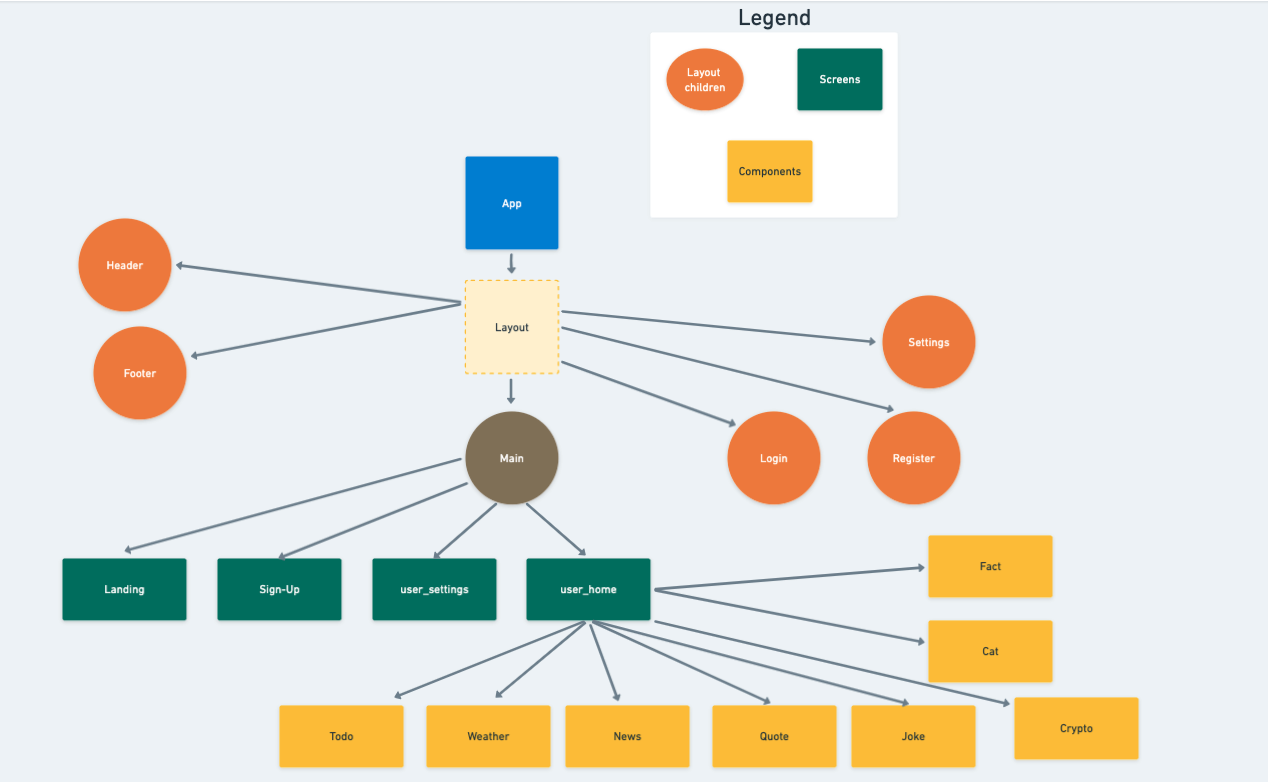 Legend
Layout
children
Screens
Components
App
Header
Layout
Settings
Footer
Main
Login
Register
Landing
Sign-Up
user_settings
user_home
Fact
Cat
Todo
Weather
News
Quote
Joke
Crypto